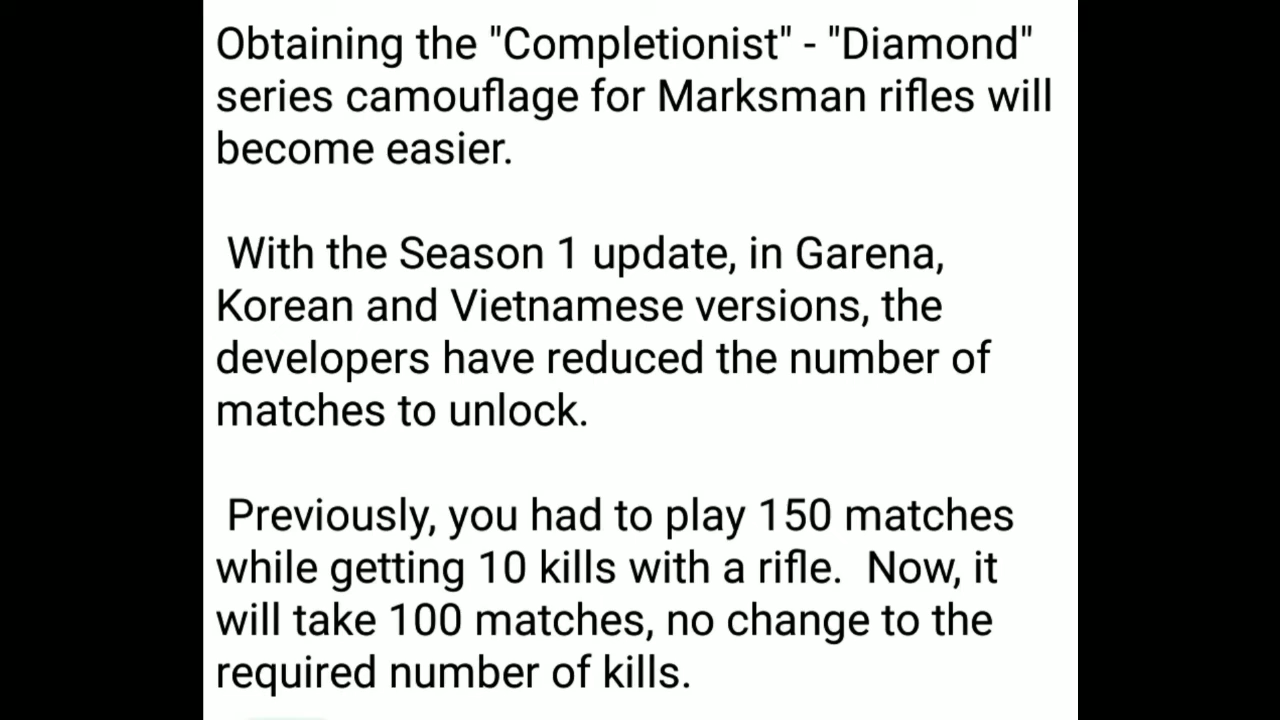 Obtaining the "Completionist" - "Diamond"
series camouflage for Marksman rifles will
become easier.
With the Season 1 update, in Garena,
Korean and Vietnamese versions, the
developers have reduced the number of
matches to unlock.
Previously, you had to play 150 matches
while getting 10 kills with a rifle.  Now, it
will take 100 matches, no change to the
required number of kills.